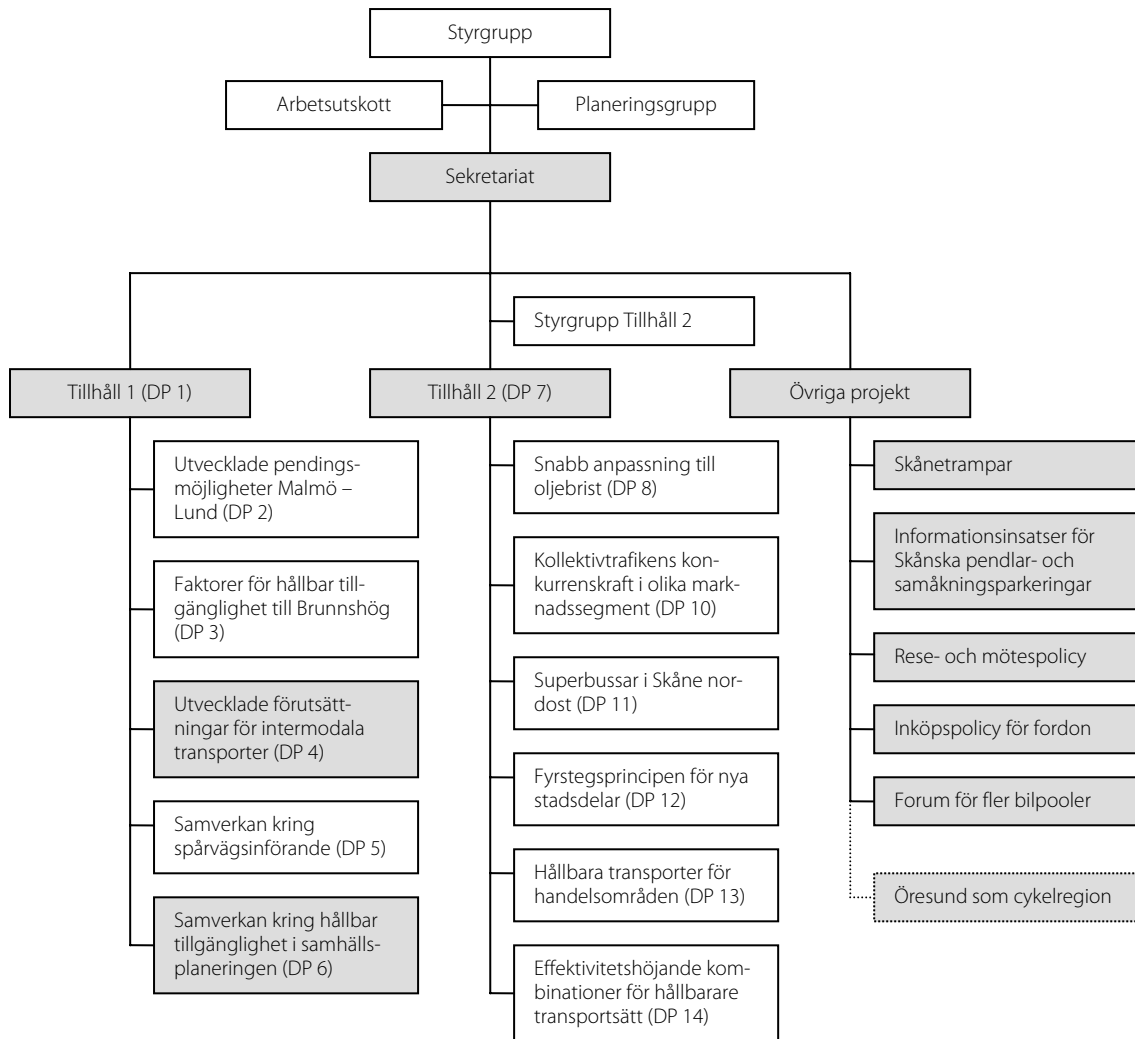 Styrgrupp
Arbetsutskott
Planeringsgrupp
Sekretariat
Styrgrupp Tillhåll 2
Tillhåll 1 (DP 1)
Utvecklade pendings-
möjligheter Malmö –
Lund (DP 2)
Faktorer för hållbar till-
gänglighet till Brunnshög
(DP 3)
Utvecklade förutsätt-
ningar för intermodala
transporter (DP 4)
Samverkan kring
spårvägsinförande (DP 5)
Samverkan kring hållbar
tillgänglighet i samhälls-
planeringen (DP 6)
Tillhåll 2 (DP 7)
Snabb anpassning till
oljebrist (DP 8)
Kollektivtrafikens kon-
kurrenskraft i olika mark-
nadssegment (DP 10)
Superbussar i Skåne nor-
dost (DP 11)
Fyrstegsprincipen för nya
stadsdelar (DP 12)
Hållbara transporter för
handelsområden (DP 13)
Effektivitetshöjande kom-
binationer för hållbarare
transportsätt (DP 14)
Övriga projekt
Skånetrampar
Informationsinsatser för
Skånska pendlar- och
samåkningsparkeringar
Rese- och mötespolicy
Inköpspolicy för fordon
Forum för fler bilpooler
Öresund som cykelregion